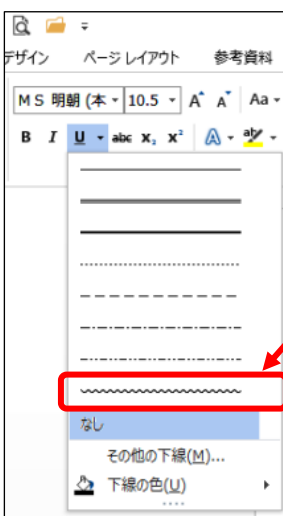 デザイン ページ レイアウト 参考資料
ＭＳ 明朝 (本 10.5 A A Aa
B I U abc X₂ X² A ab
なし
その他の下線(M)...
下線の色(U)